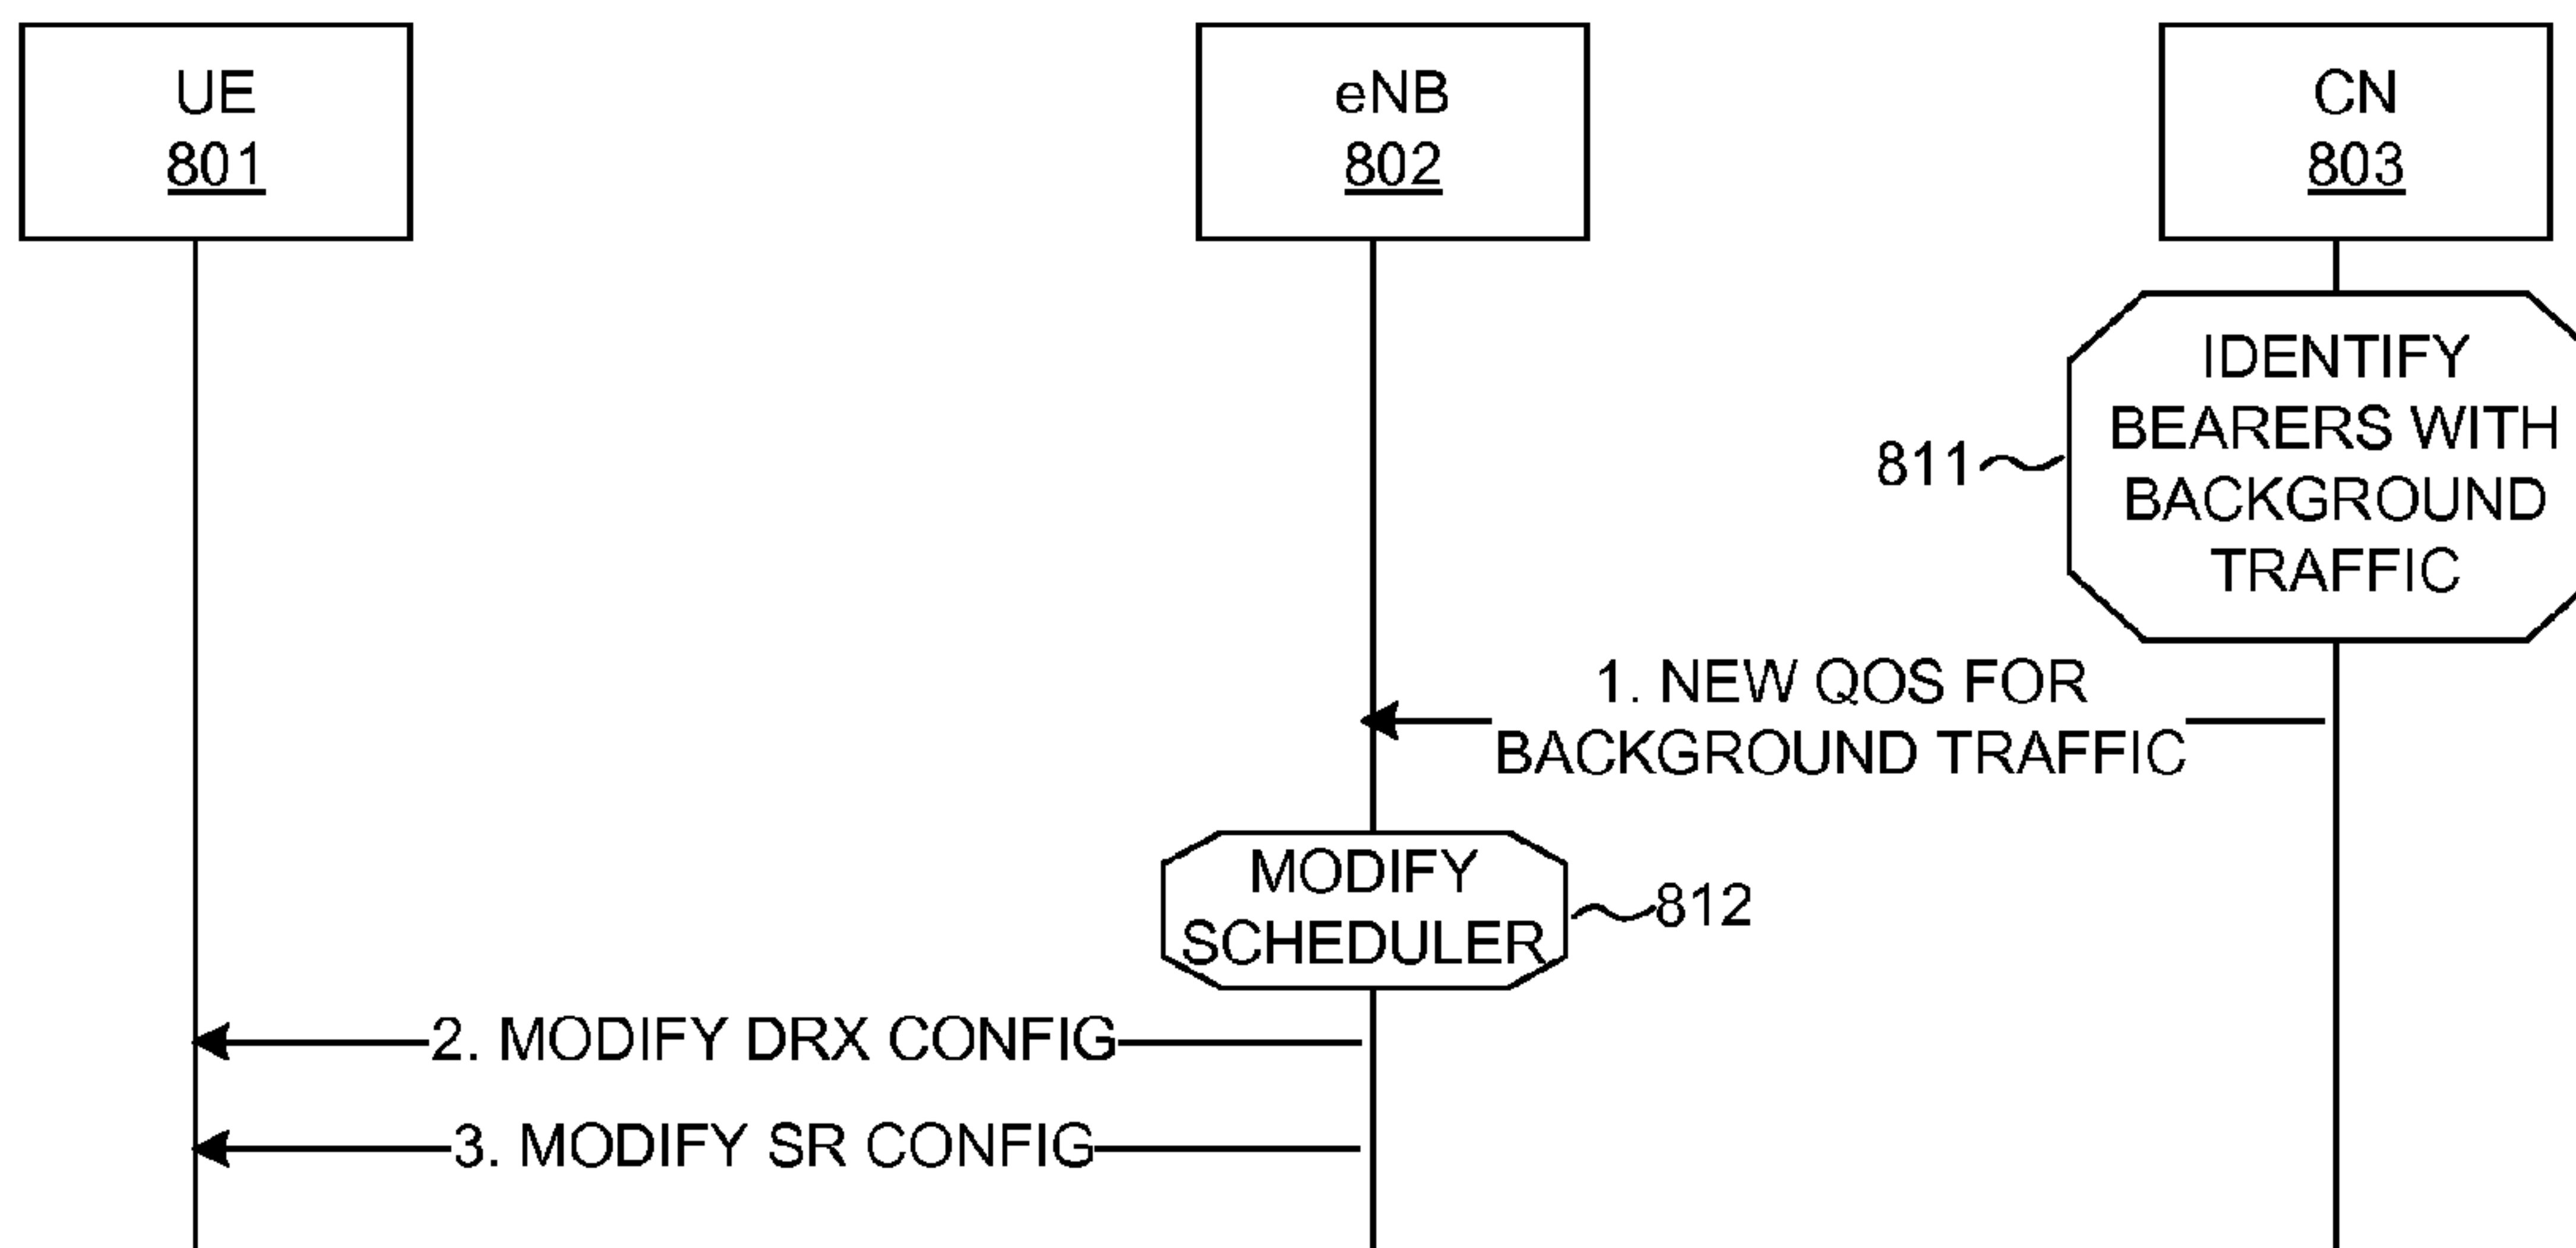 UE
801
eNB
802
CN
803
IDENTIFY
BEARERS WITH
BACKGROUND
TRAFFIC
811
1. NEW QOS FOR
BACKGROUND TRAFFIC
MODIFY
SCHEDULER
812
2. MODIFY DRX CONFIG
3. MODIFY SR CONFIG